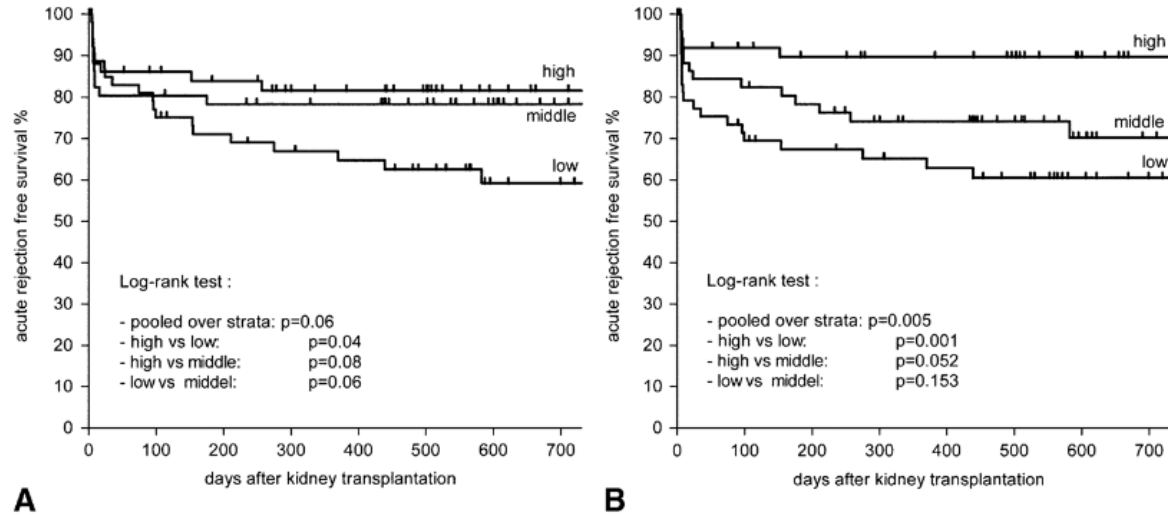 100
90
80
70
60
50
40
30
20
10
0
acute rejection free survival %
high
middle
low
Log-rank test :
- pooled over strata: p=0.06
- high vs low: p=0.04
- high vs middle: p=0.08
- low vs middel: p=0.06
0 100 200 300 400 500 600 700
days after kidney transplantation
A
100
90
80
70
60
50
40
30
20
10
0
acute rejection free survival %
high
middle
low
Log-rank test :
- pooled over strata: p=0.005
- high vs low: p=0.001
- high vs middle: p=0.052
- low vs middel: p=0.153
0 100 200 300 400 500 600 700
days after kidney transplantation
B